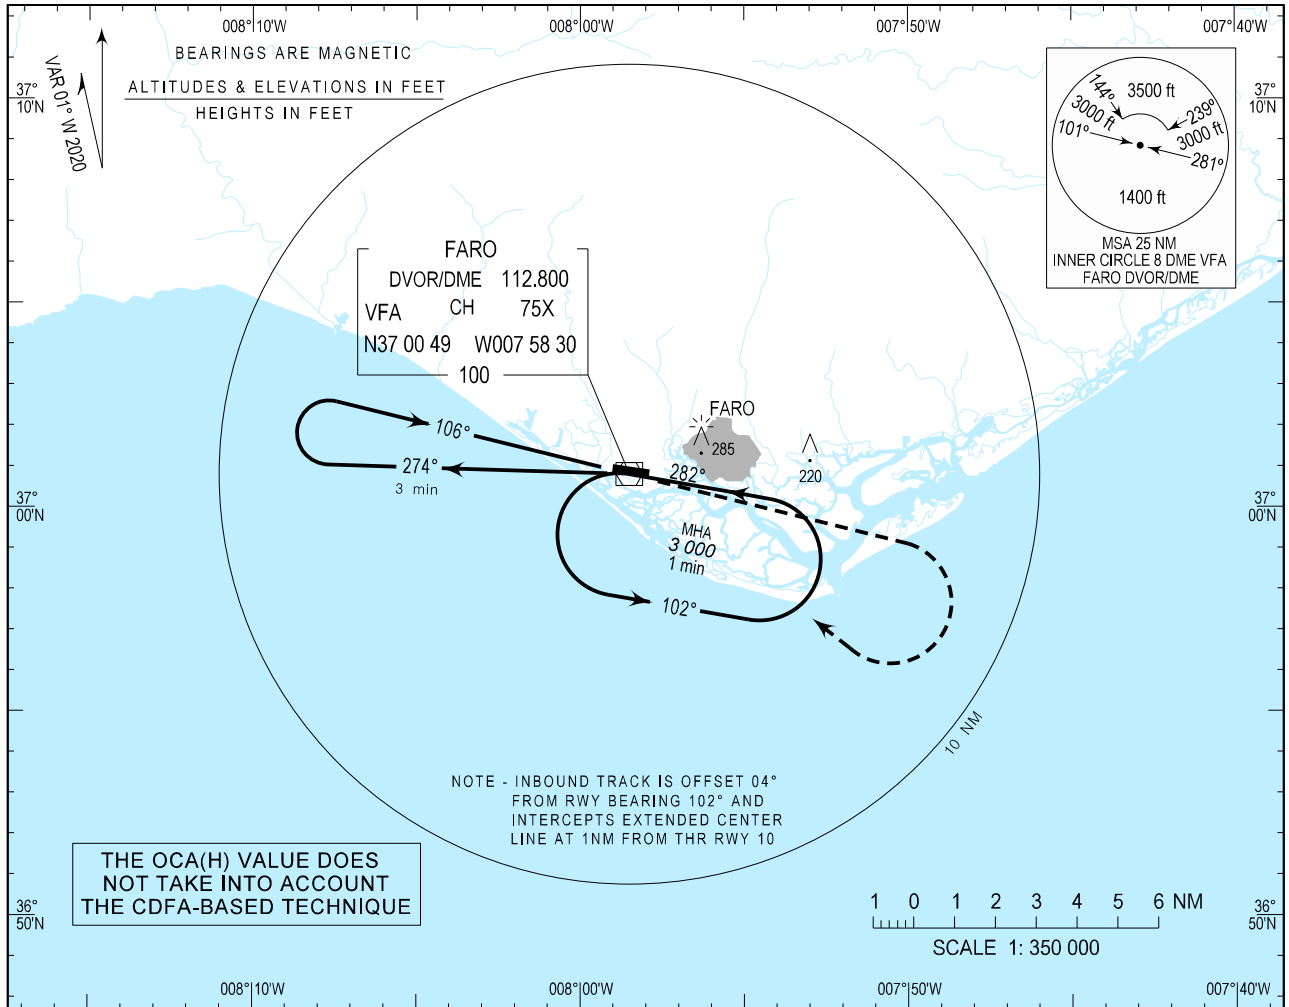 008°10'W
008°00'W
007°50'W
007°40'W
BEARINGS ARE MAGNETIC
ALTITUDES & ELEVATIONS IN FEET
HEIGHTS IN FEET
VAR 01° W 2020
37°
10'N
37°
10'N
3500 ft
144°
3000 ft
101°
239°
3000 ft
281°
1400 ft
MSA 25 NM
INNER CIRCLE 8 DME VFA
FARO DVOR/DME
FARO
DVOR/DME 112.800
VFA CH 75X
N37 00 49 W007 58 30
100
FARO
285
220
106°
274°
3 min
282°
37°
00'N
37°
00'N
MHA
3 000
1 min
102°
10 NM
NOTE - INBOUND TRACK IS OFFSET 04°
FROM RWY BEARING 102° AND
INTERCEPTS EXTENDED CENTER
LINE AT 1NM FROM THR RWY 10
THE OCA(H) VALUE DOES
NOT TAKE INTO ACCOUNT
THE CDFA-BASED TECHNIQUE
36°
50'N
36°
50'N
1 0 1 2 3 4 5 6 NM
SCALE 1: 350 000
008°10'W
008°00'W
007°50'W
007°40'W